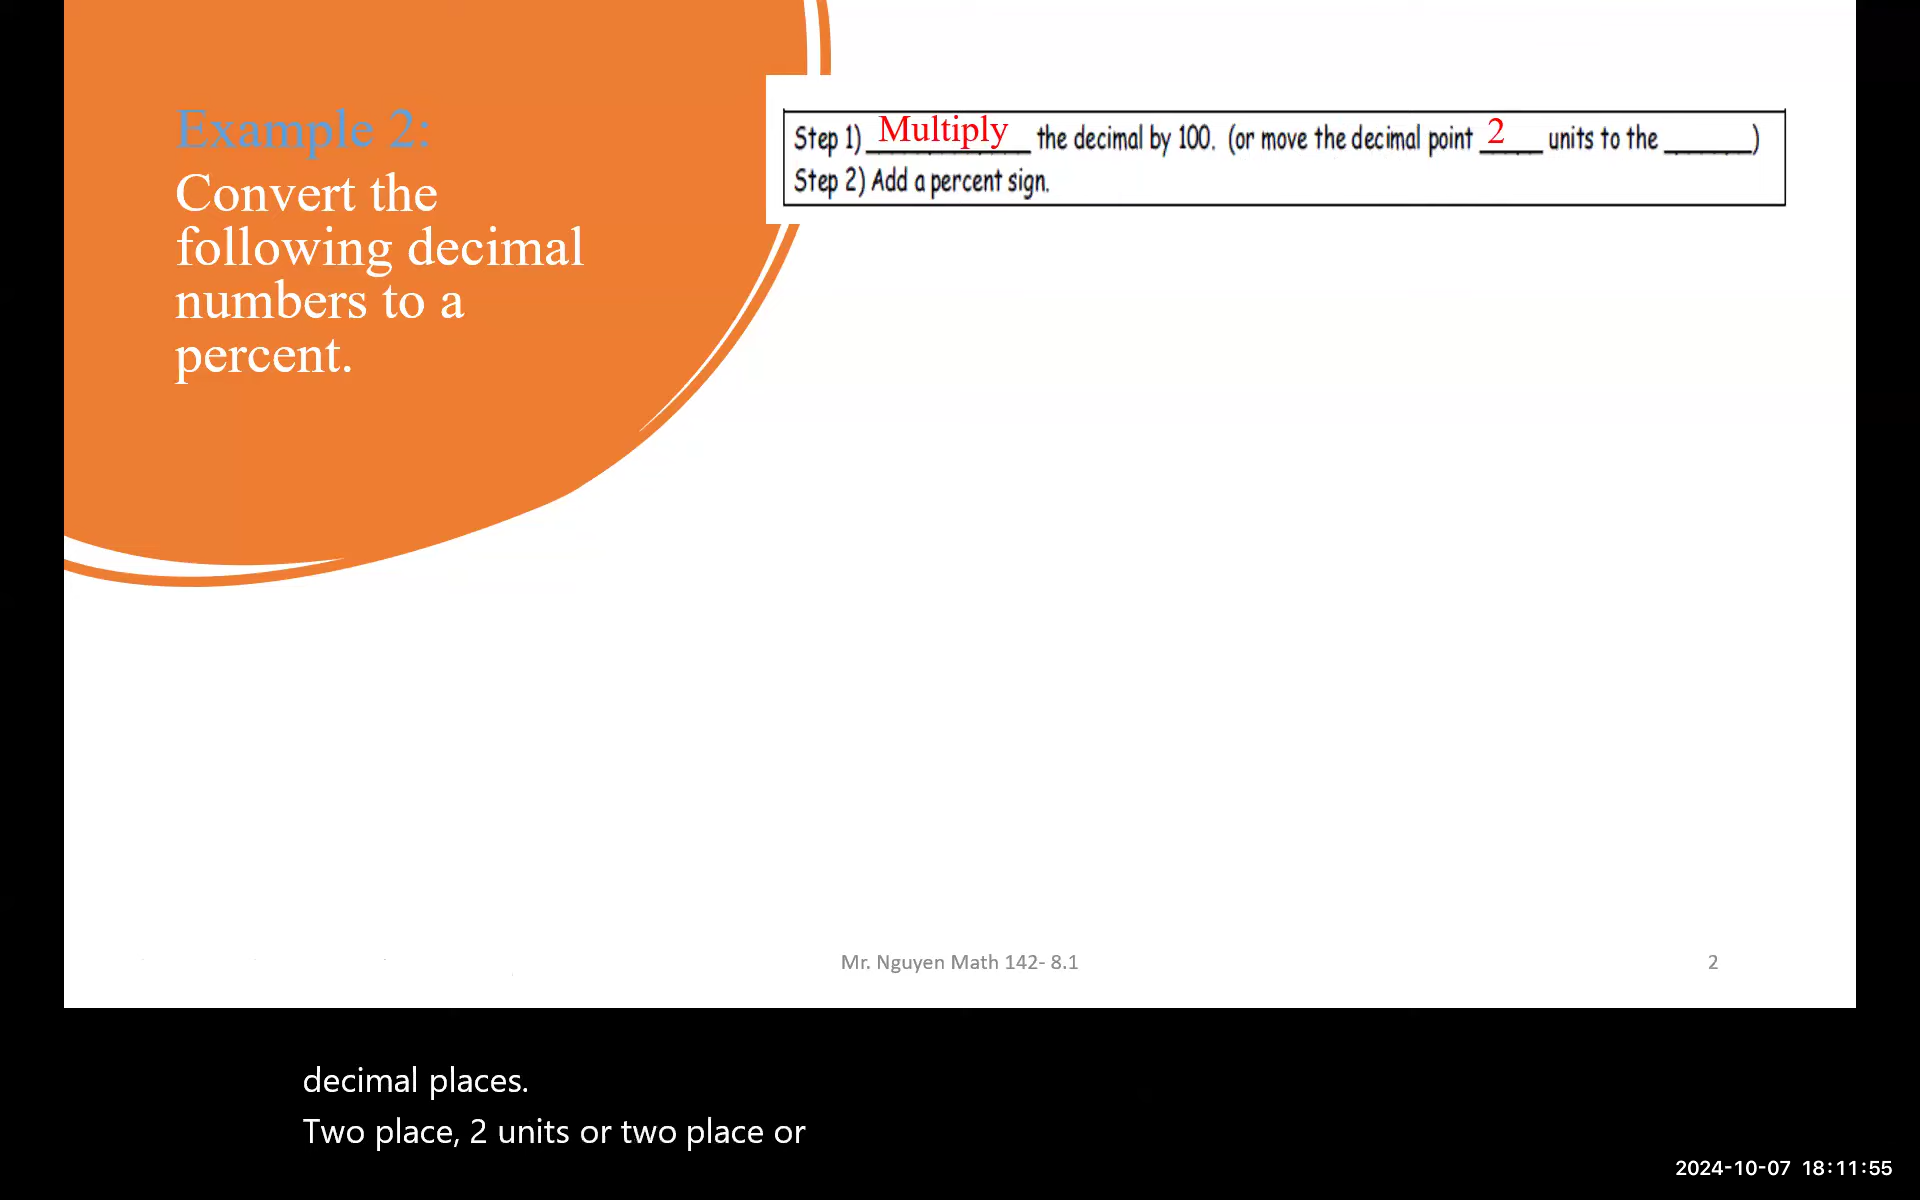 Example 2:
Convert the
following decimal
numbers to a
percent.
Step 1) Multiply the decimal by 100. (or move the decimal point 2 units to the ______)
Step 2) Add a percent sign.
Mr. Nguyen Math 142- 8.1
2
decimal places.
Two place, 2 units or two place or
2024-10-07 18:11:55